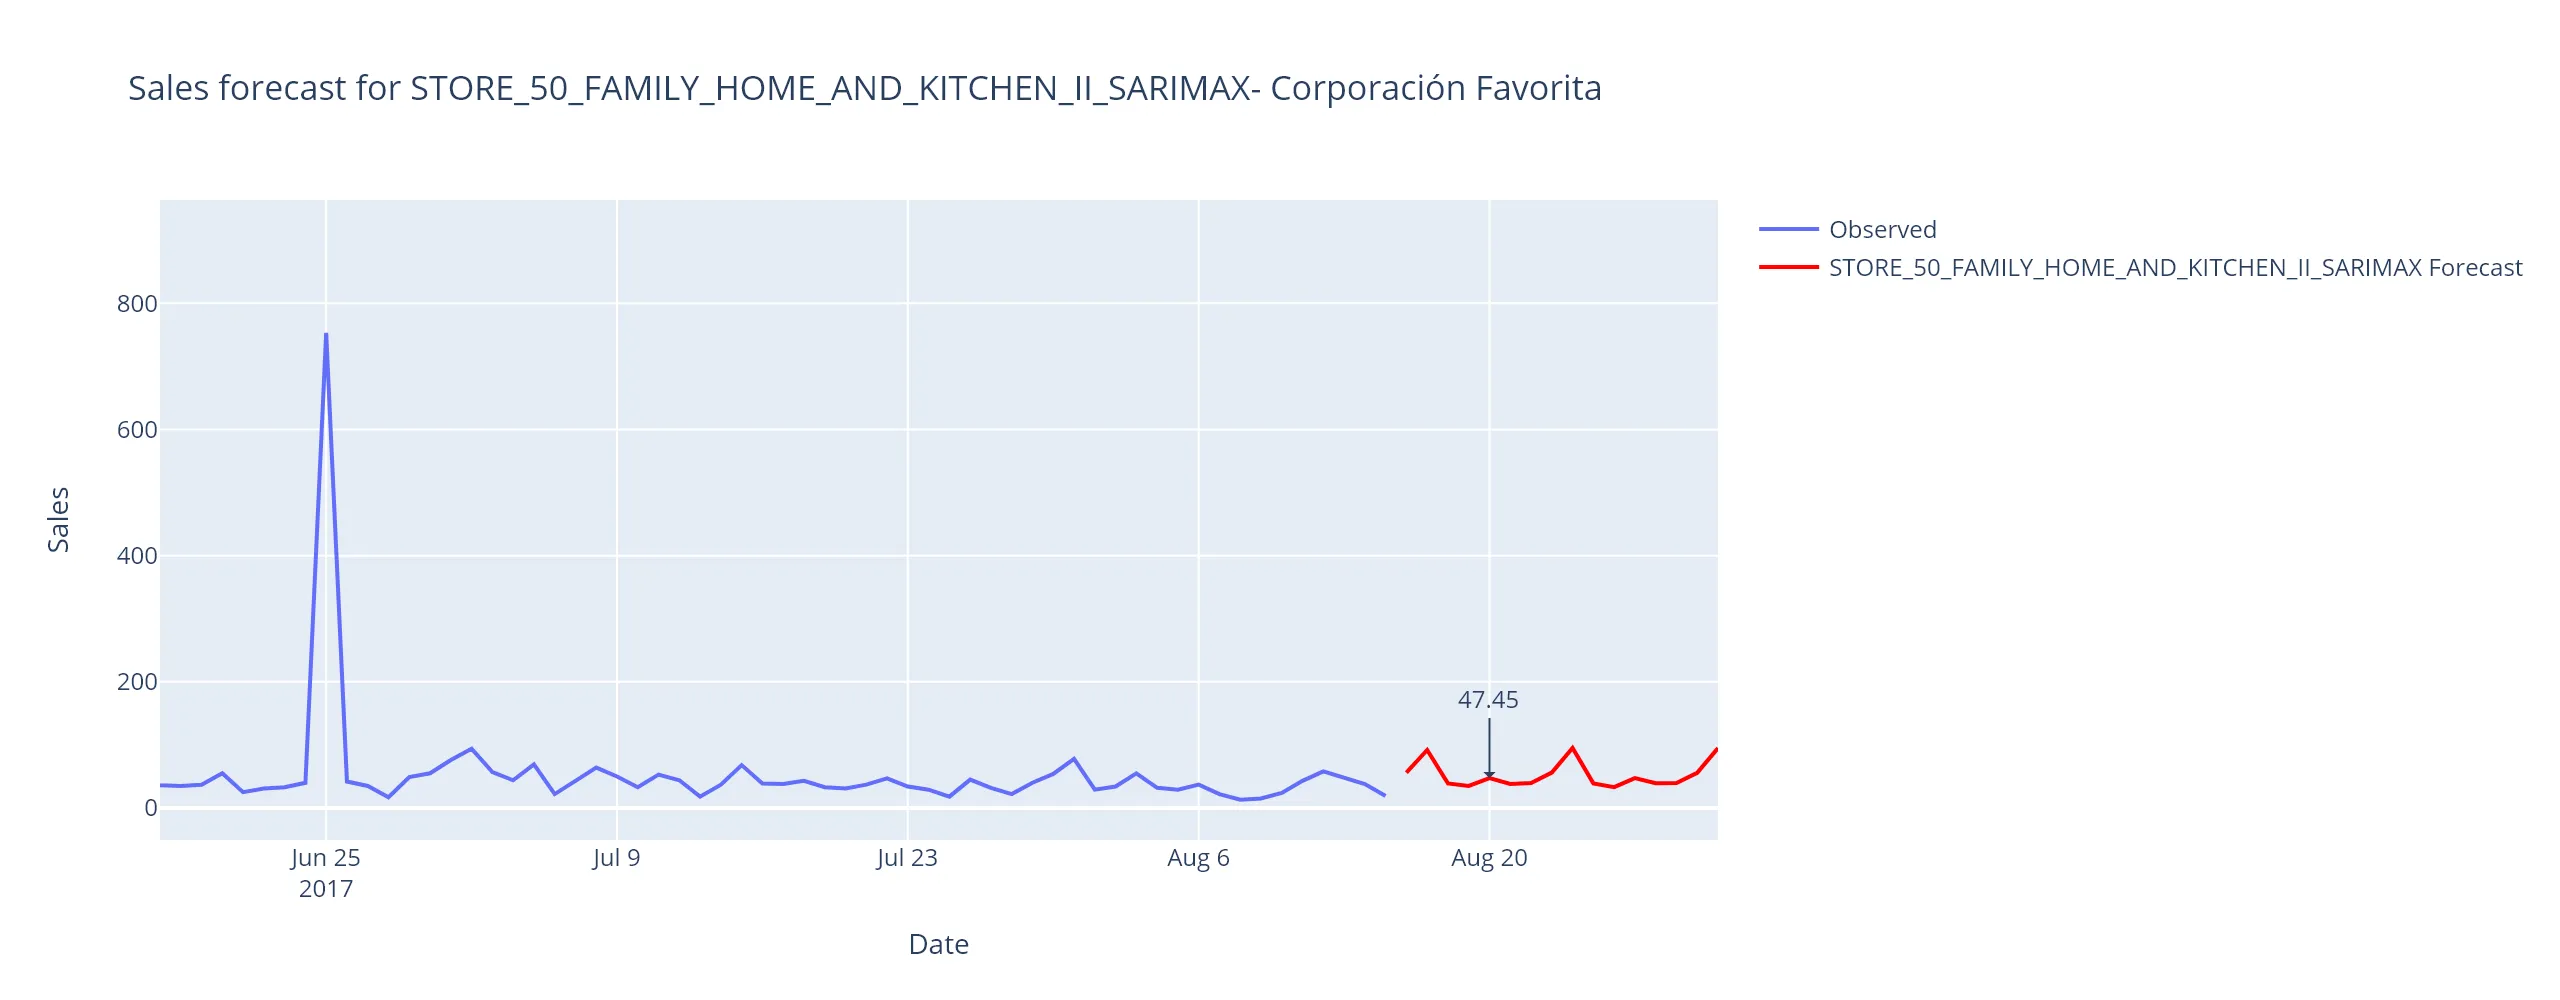 Sales forecast for STORE_50_FAMILY_HOME_AND_KITCHEN_II_SARIMAX- Corporación Favorita
Observed
STORE_50_FAMILY_HOME_AND_KITCHEN_II_SARIMAX Forecast
800
600
400
200
0
Sales
47.45
Jun 25
2017
Jul 9
Jul 23
Aug 6
Aug 20
Date